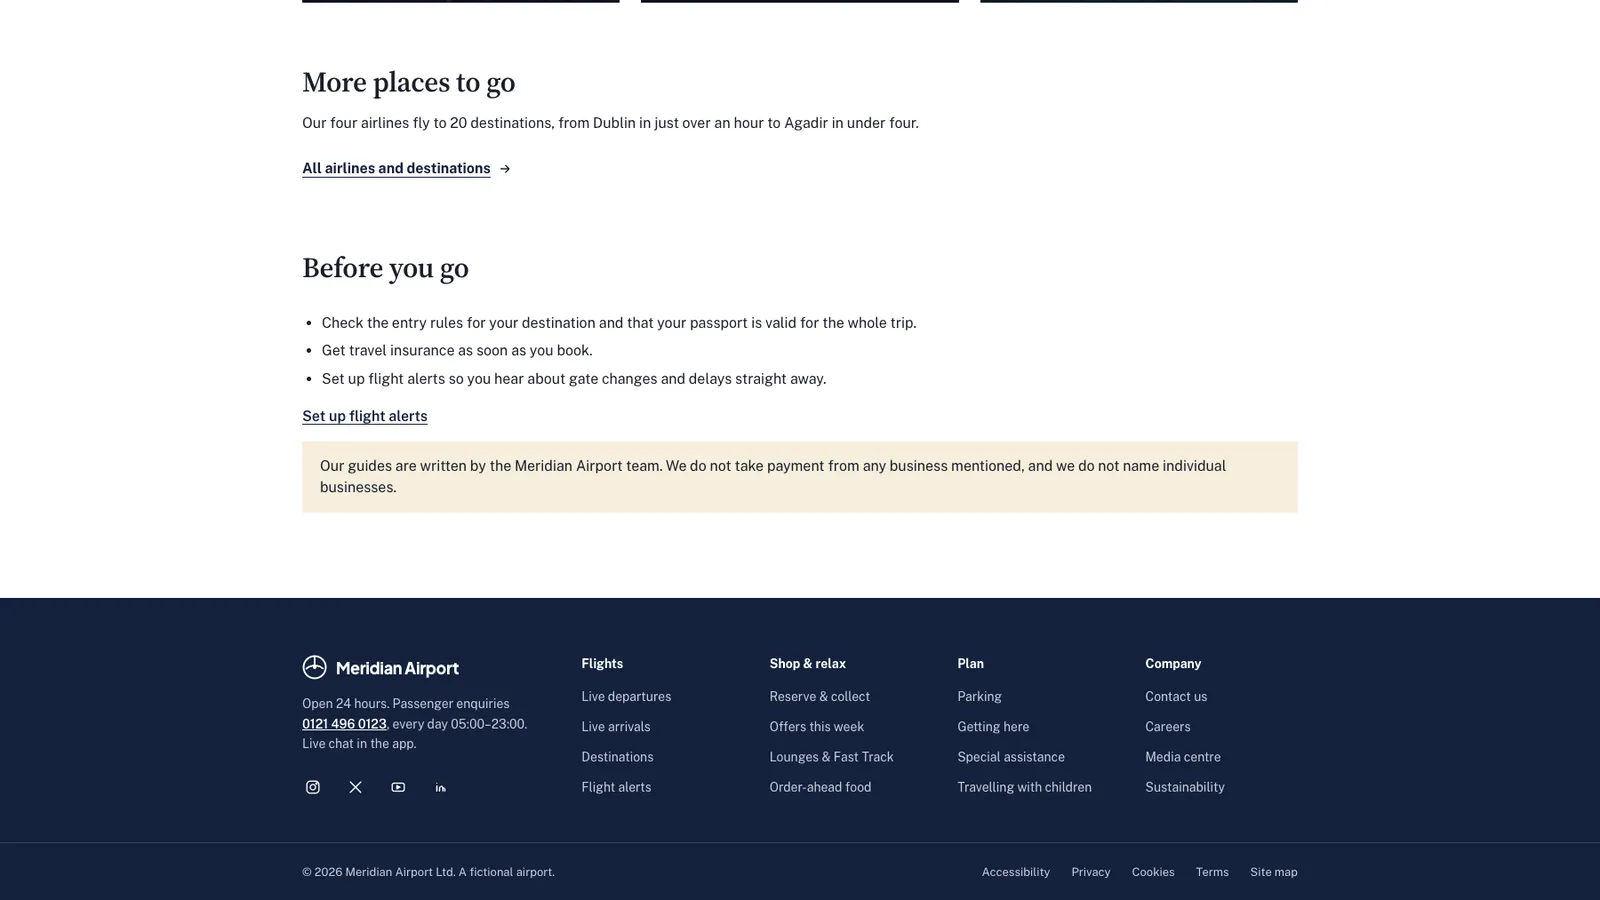 More places to go
Our four airlines fly to 20 destinations, from Dublin in just over an hour to Agadir in under four.
All airlines and destinations →
Before you go
• Check the entry rules for your destination and that your passport is valid for the whole trip.
• Get travel insurance as soon as you book.
• Set up flight alerts so you hear about gate changes and delays straight away.
Set up flight alerts
Our guides are written by the Meridian Airport team. We do not take payment from any business mentioned, and we do not name individual
businesses.
Meridian Airport
Open 24 hours. Passenger enquiries
0121 496 0123, every day 05:00–23:00.
Live chat in the app.
Flights
Live departures
Live arrivals
Destinations
Flight alerts
Shop & relax
Reserve & collect
Offers this week
Lounges & Fast Track
Order-ahead food
Plan
Parking
Getting here
Special assistance
Travelling with children
Company
Contact us
Careers
Media centre
Sustainability
© 2026 Meridian Airport Ltd. A fictional airport.
Accessibility Privacy Cookies Terms Site map